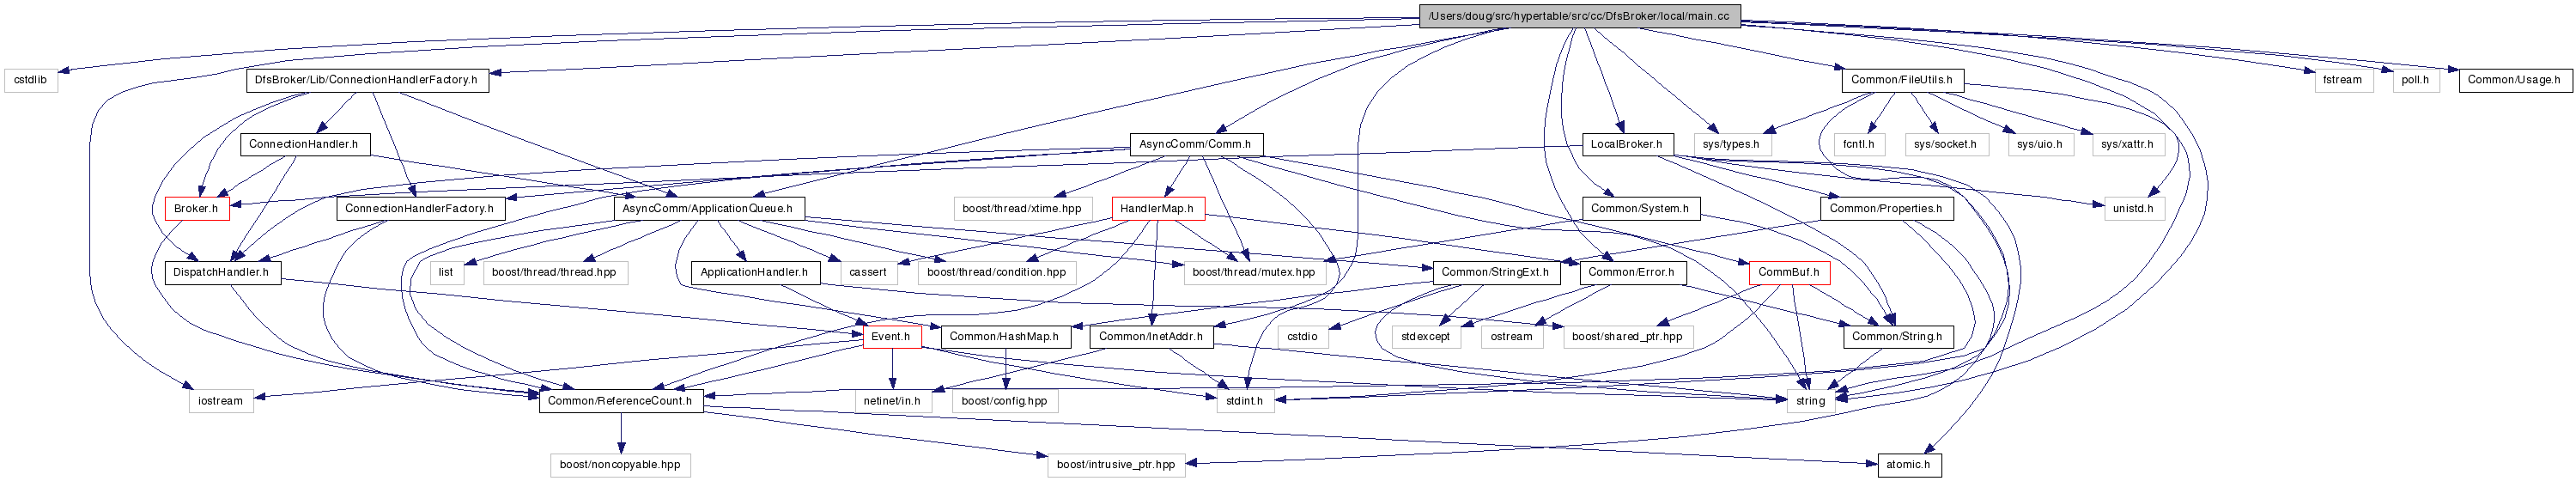 /Users/doug/src/hypertable/src/cc/DfsBroker/local/main.cc
cstdlib
DfsBroker/Lib/ConnectionHandlerFactory.h
Common/FileUtils.h
fstream
poll.h
Common/Usage.h
ConnectionHandler.h
AsyncComm/Comm.h
LocalBroker.h
sys/types.h
fcntl.h
sys/socket.h
sys/uio.h
sys/xattr.h
Broker.h
ConnectionHandlerFactory.h
AsyncComm/ApplicationQueue.h
boost/thread/xtime.hpp
HandlerMap.h
Common/System.h
Common/Properties.h
unistd.h
DispatchHandler.h
list
boost/thread/thread.hpp
ApplicationHandler.h
cassert
boost/thread/condition.hpp
boost/thread/mutex.hpp
Common/StringExt.h
Common/Error.h
CommBuf.h
Event.h
Common/HashMap.h
Common/InetAddr.h
cstdio
stdexcept
ostream
boost/shared_ptr.hpp
Common/String.h
iostream
Common/ReferenceCount.h
netinet/in.h
boost/config.hpp
stdint.h
string
boost/noncopyable.hpp
boost/intrusive_ptr.hpp
atomic.h